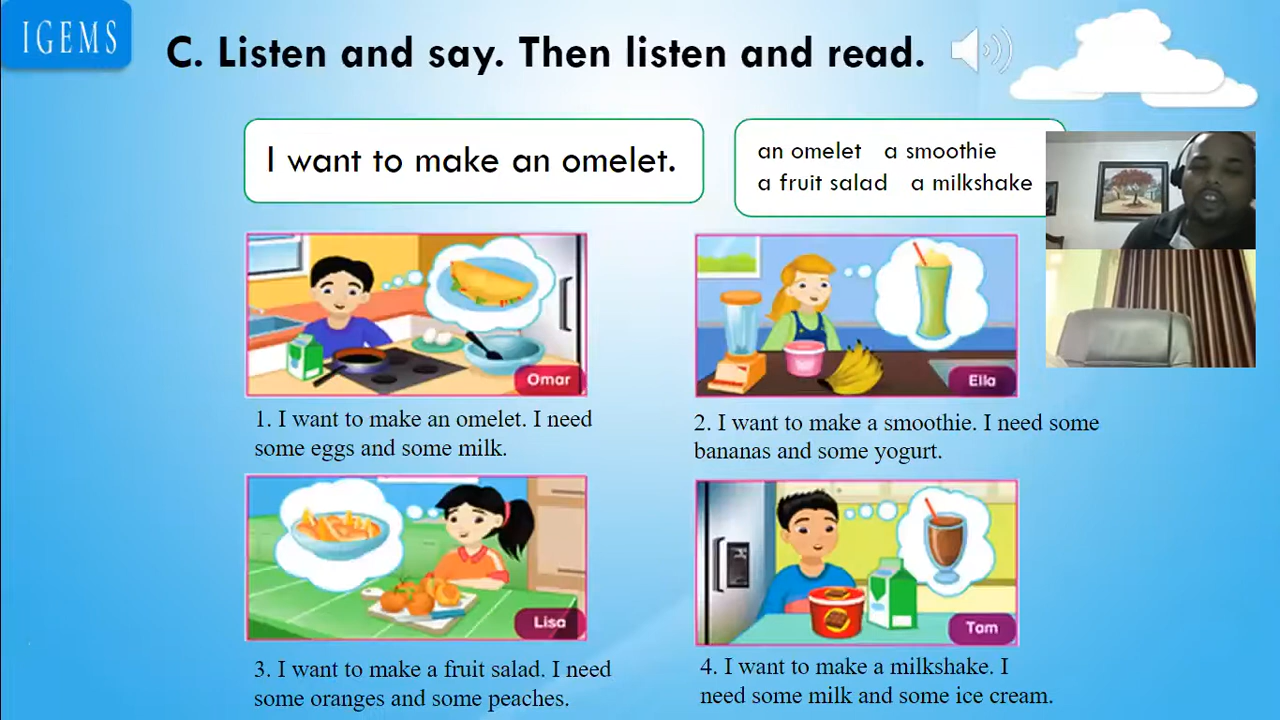 IGEMS
C. Listen and say. Then listen and read.
I want to make an omelet.
an omelet a smoothie
a fruit salad a milkshake
Omar
Ella
1. I want to make an omelet. I need
some eggs and some milk.
2. I want to make a smoothie. I need some
bananas and some yogurt.
Lisa
Tam
3. I want to make a fruit salad. I need
some oranges and some peaches.
4. I want to make a milkshake. I
need some milk and some ice cream.